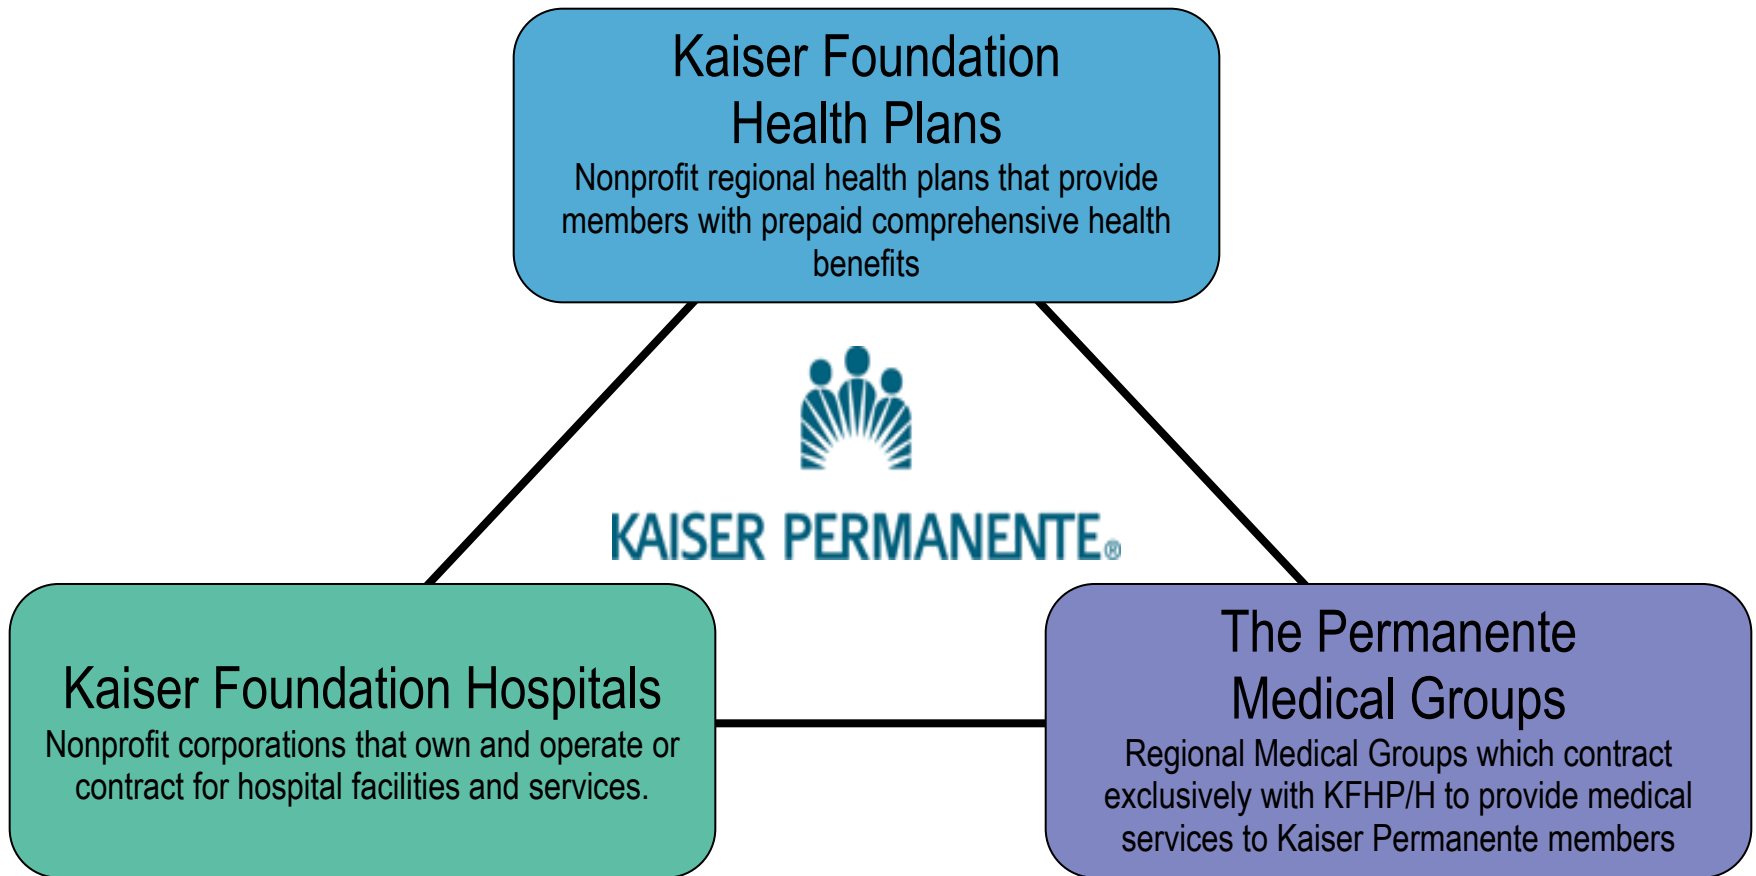 Kaiser Foundation
Health Plans
Nonprofit regional health plans that provide
members with prepaid comprehensive health
benefits
KAISER PERMANENTE®
Kaiser Foundation Hospitals
Nonprofit corporations that own and operate or
contract for hospital facilities and services.
The Permanente
Medical Groups
Regional Medical Groups which contract
exclusively with KFHP/H to provide medical
services to Kaiser Permanente members